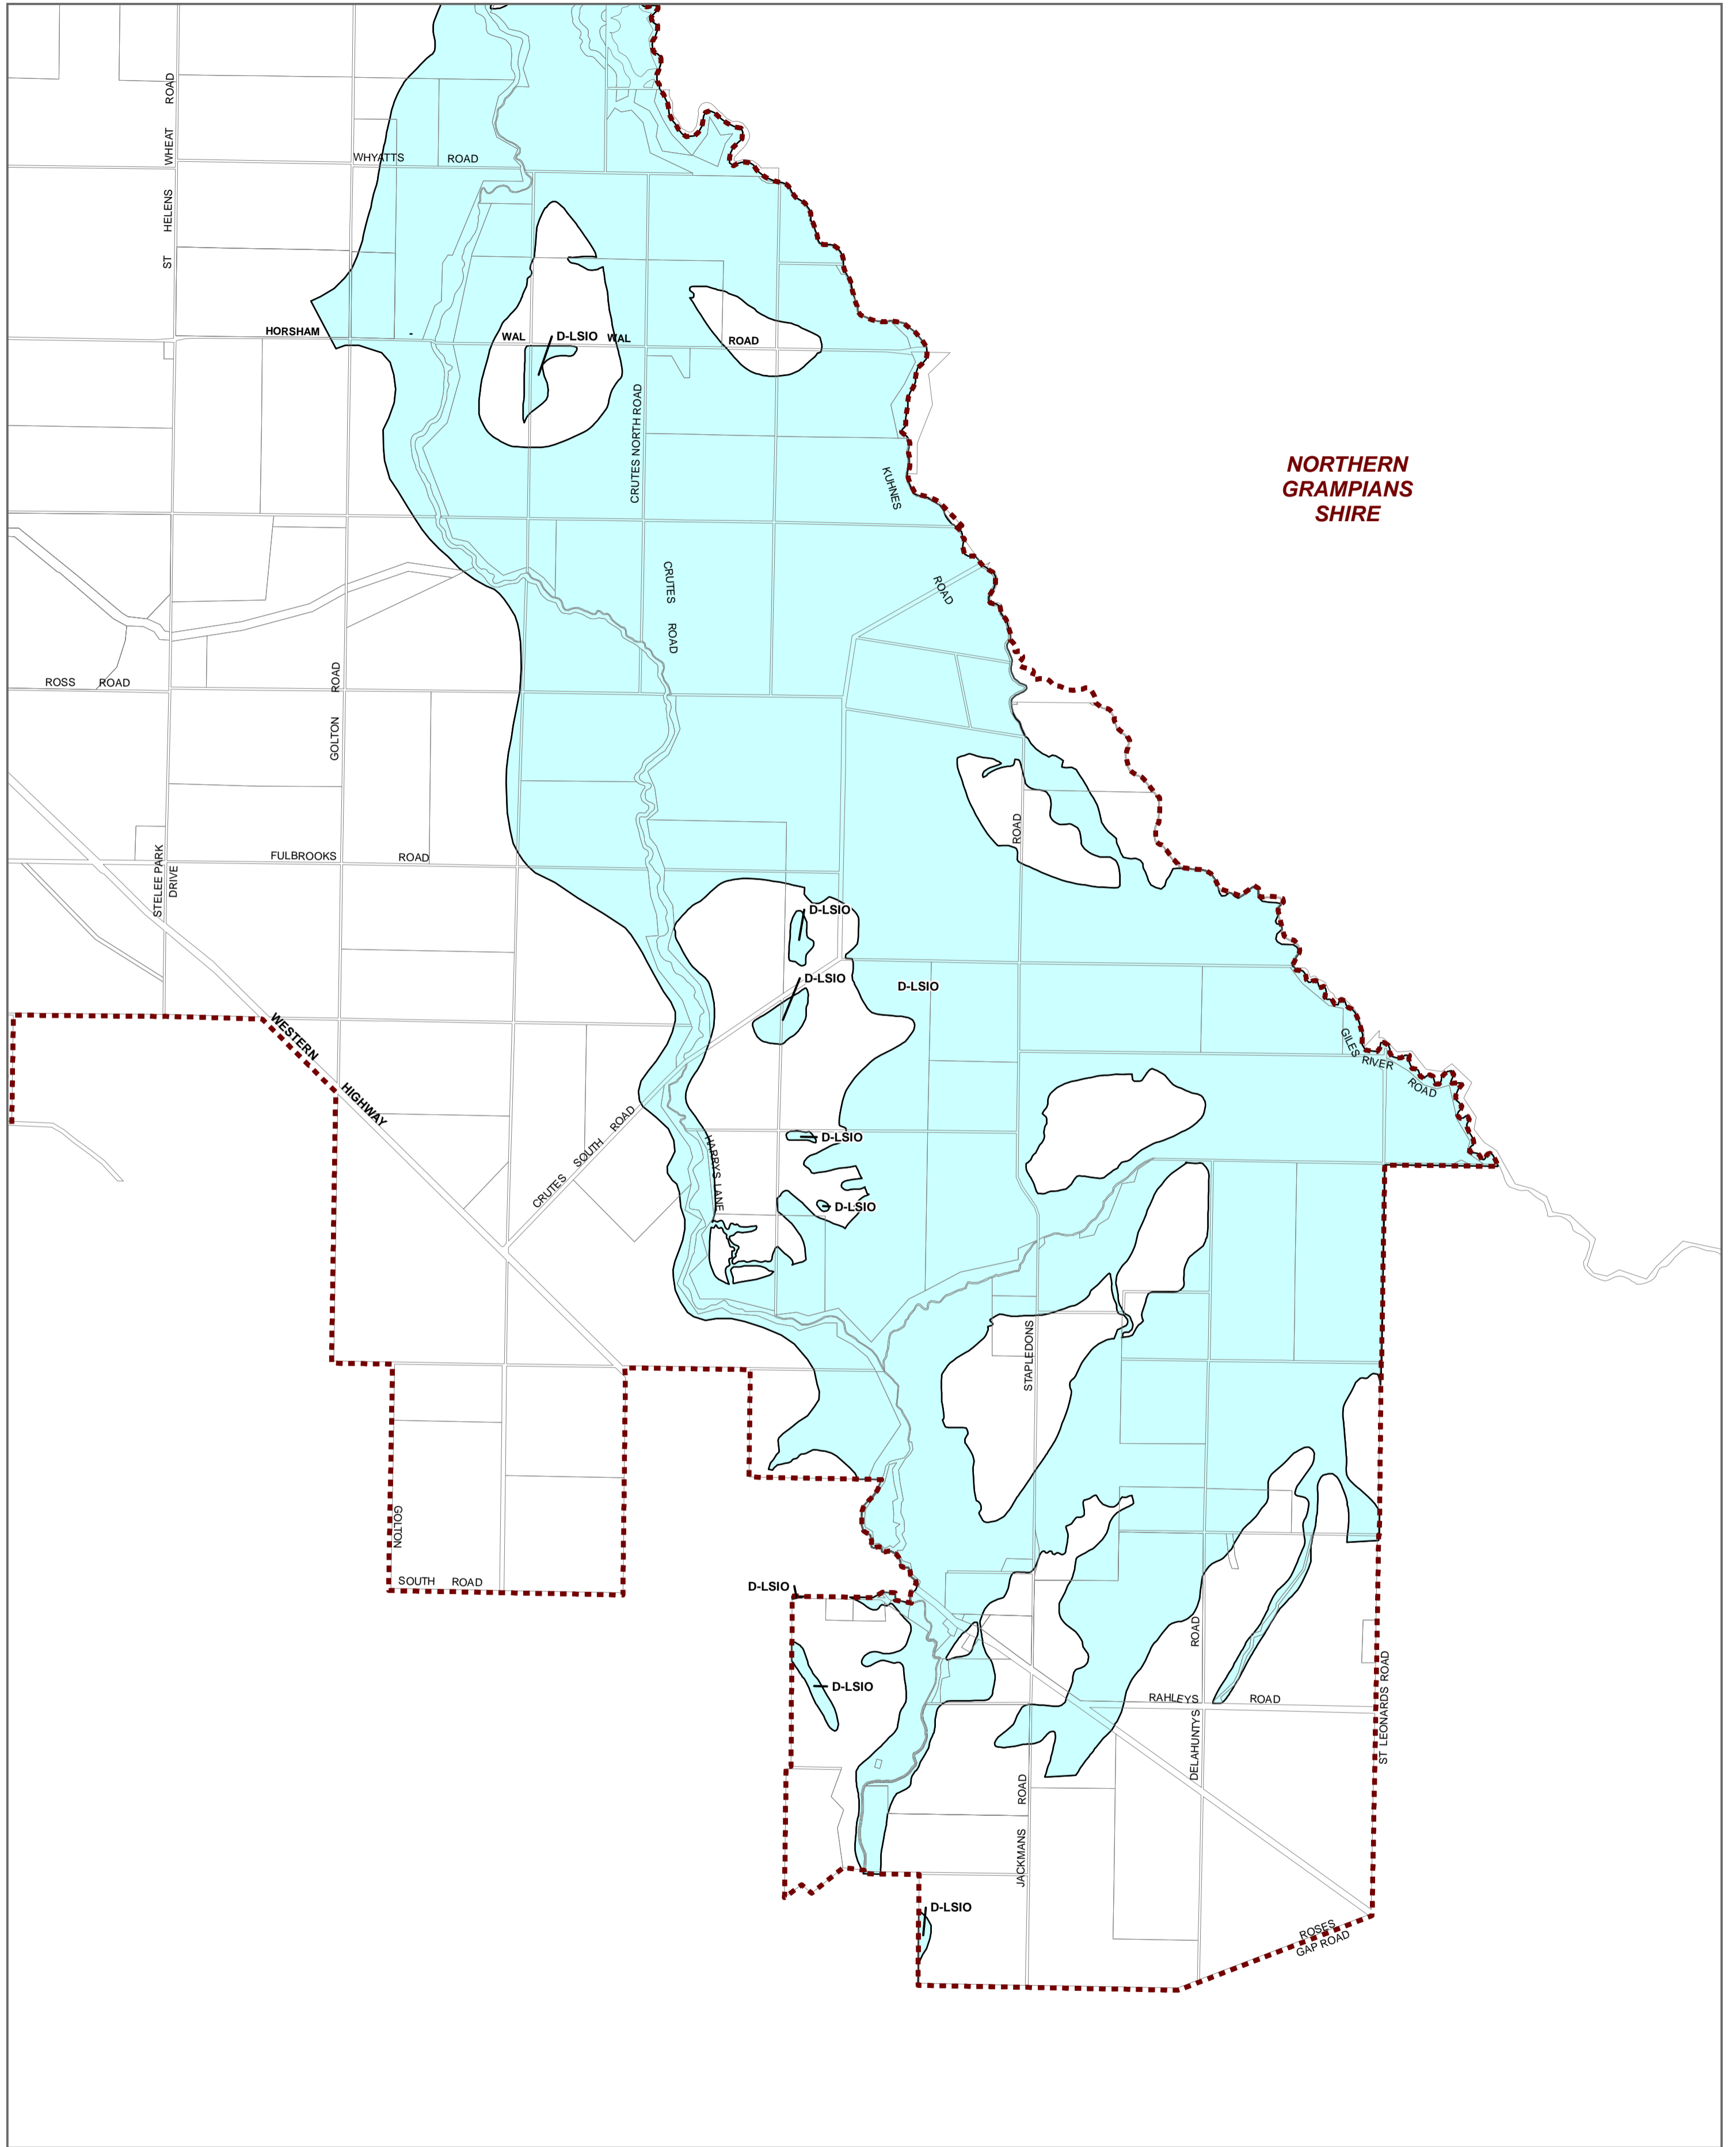 WHEAT ROAD
ST HELENS
WHYATTS ROAD
HORSHAM - WAL WAL ROAD
D-LSIO
CRUTES NORTH ROAD
KUHNES
ROAD
NORTHERN
GRAMPIANS
SHIRE
CRUTES ROAD
ROSS ROAD
GOLTON ROAD
ROAD
FULBROOKS ROAD
STELEE PARK
DRIVE
D-LSIO
D-LSIO
D-LSIO
WESTERN
HIGHWAY
GILES
RIVER
ROAD
CRUTES SOUTH ROAD
HARRYS LANE
D-LSIO
D-LSIO
STAPLEDONS
GOLTON
SOUTH ROAD
D-LSIO
D-LSIO
ROAD
RAHLEYS ROAD
DELAHUNTYS
ST LEONARDS ROAD
JACKMANS ROAD
D-LSIO
ROSES
GAP ROAD